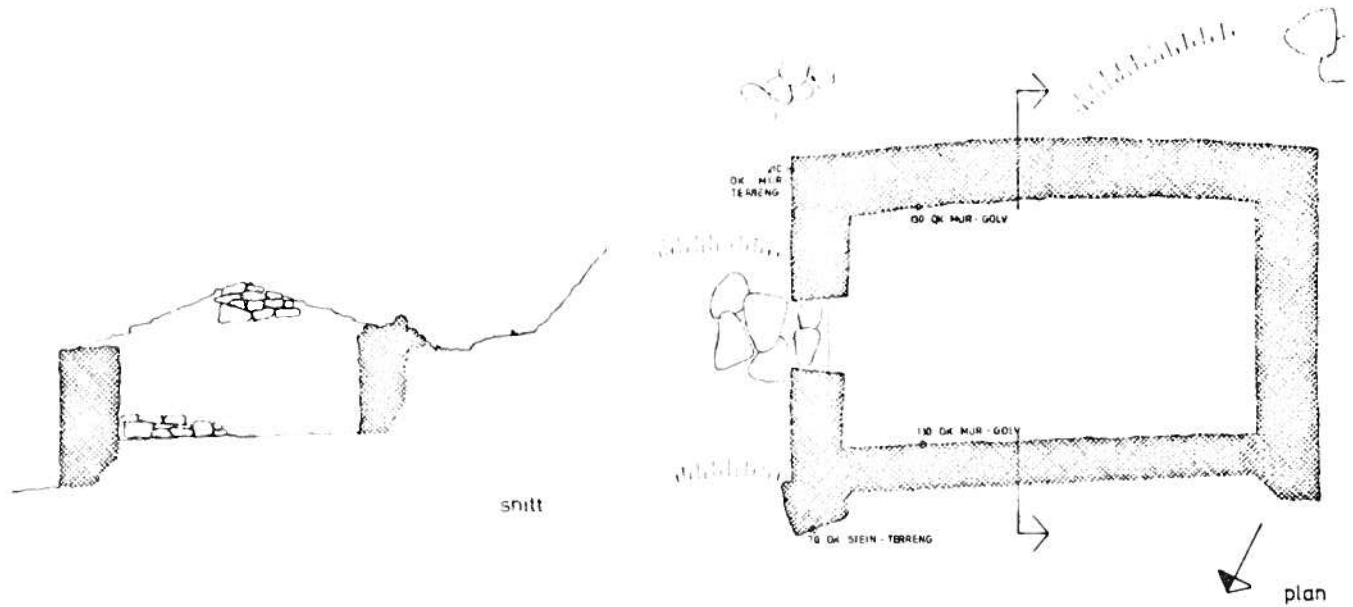 snitt
OK MUR
TERRENG
130 OK MUR - GOLV
110 OK MUR - GOLV
70 OK STEIN - TERRENG
plan